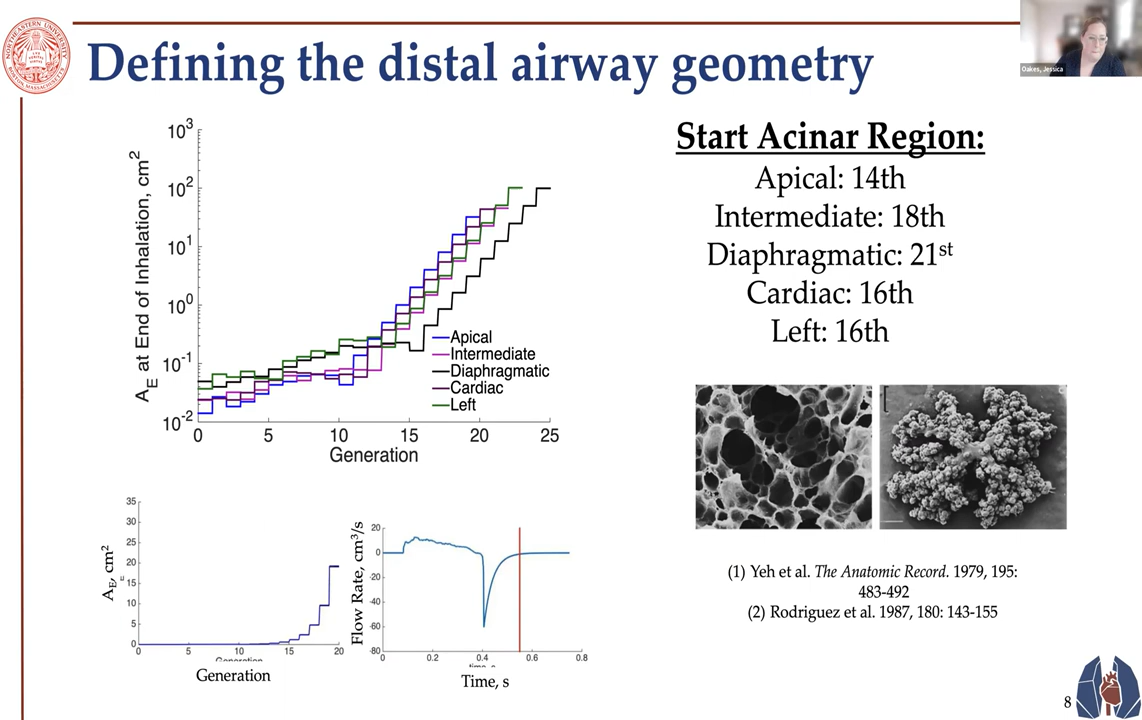 Defining the distal airway geometry
Oakes, Jessica
NORTHEASTERN UNIVERSITY
A_E at End of Inhalation, cm²
10³
10²
10¹
10⁰
10⁻¹
10⁻²
0 5 10 15 20 25
Generation
Apical
Intermediate
Diaphragmatic
Cardiac
Left
Start Acinar Region:
Apical: 14th
Intermediate: 18th
Diaphragmatic: 21st
Cardiac: 16th
Left: 16th
A_E, cm²
35
30
25
20
15
10
5
0
0 5 10 15 20
Generation
Flow Rate, cm³/s
20
0
-20
-40
-60
-80
0 0.2 0.4 0.6 0.8
Time, s
(1) Yeh et al. The Anatomic Record. 1979, 195:
483-492
(2) Rodriguez et al. 1987, 180: 143-155
8